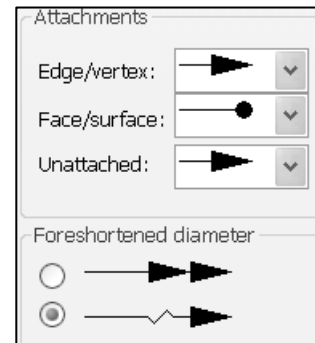 Attachments
Edge/vertex:
Face/surface:
Unattached:
Foreshortened diameter